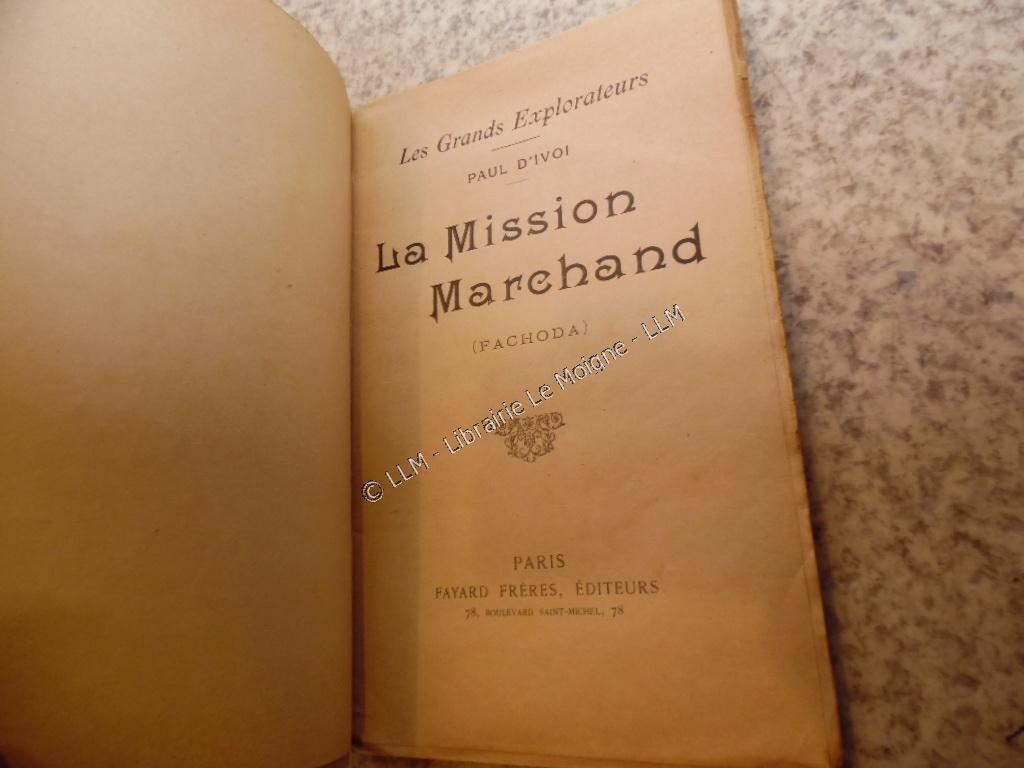 Les Grands Explorateurs
PAUL D'IVOI
La Mission
Marchand
(FACHODA)
© LLM - Librairie Le Moigne - LLM
PARIS
FAYARD FRÈRES, ÉDITEURS
78, BOULEVARD SAINT-MICHEL, 78